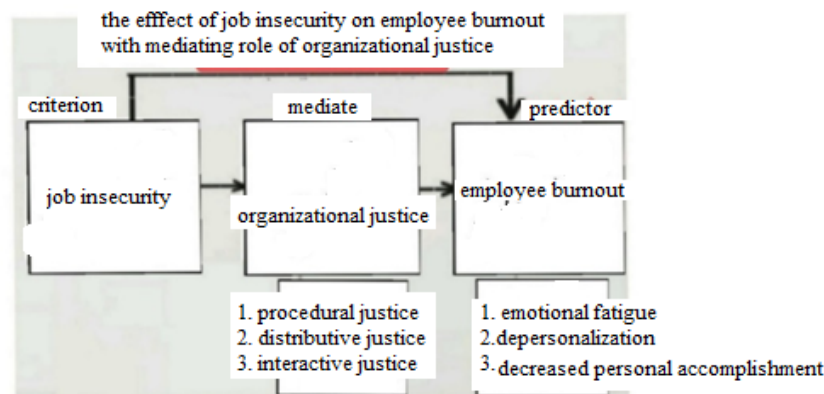 the efffect of job insecurity on employee burnout
with mediating role of organizational justice
criterion
mediate
predictor
job insecurity
organizational justice
employee burnout
1. procedural justice
2. distributive justice
3. interactive justice
1. emotional fatigue
2.depersonalization
3. decreased personal accomplishment